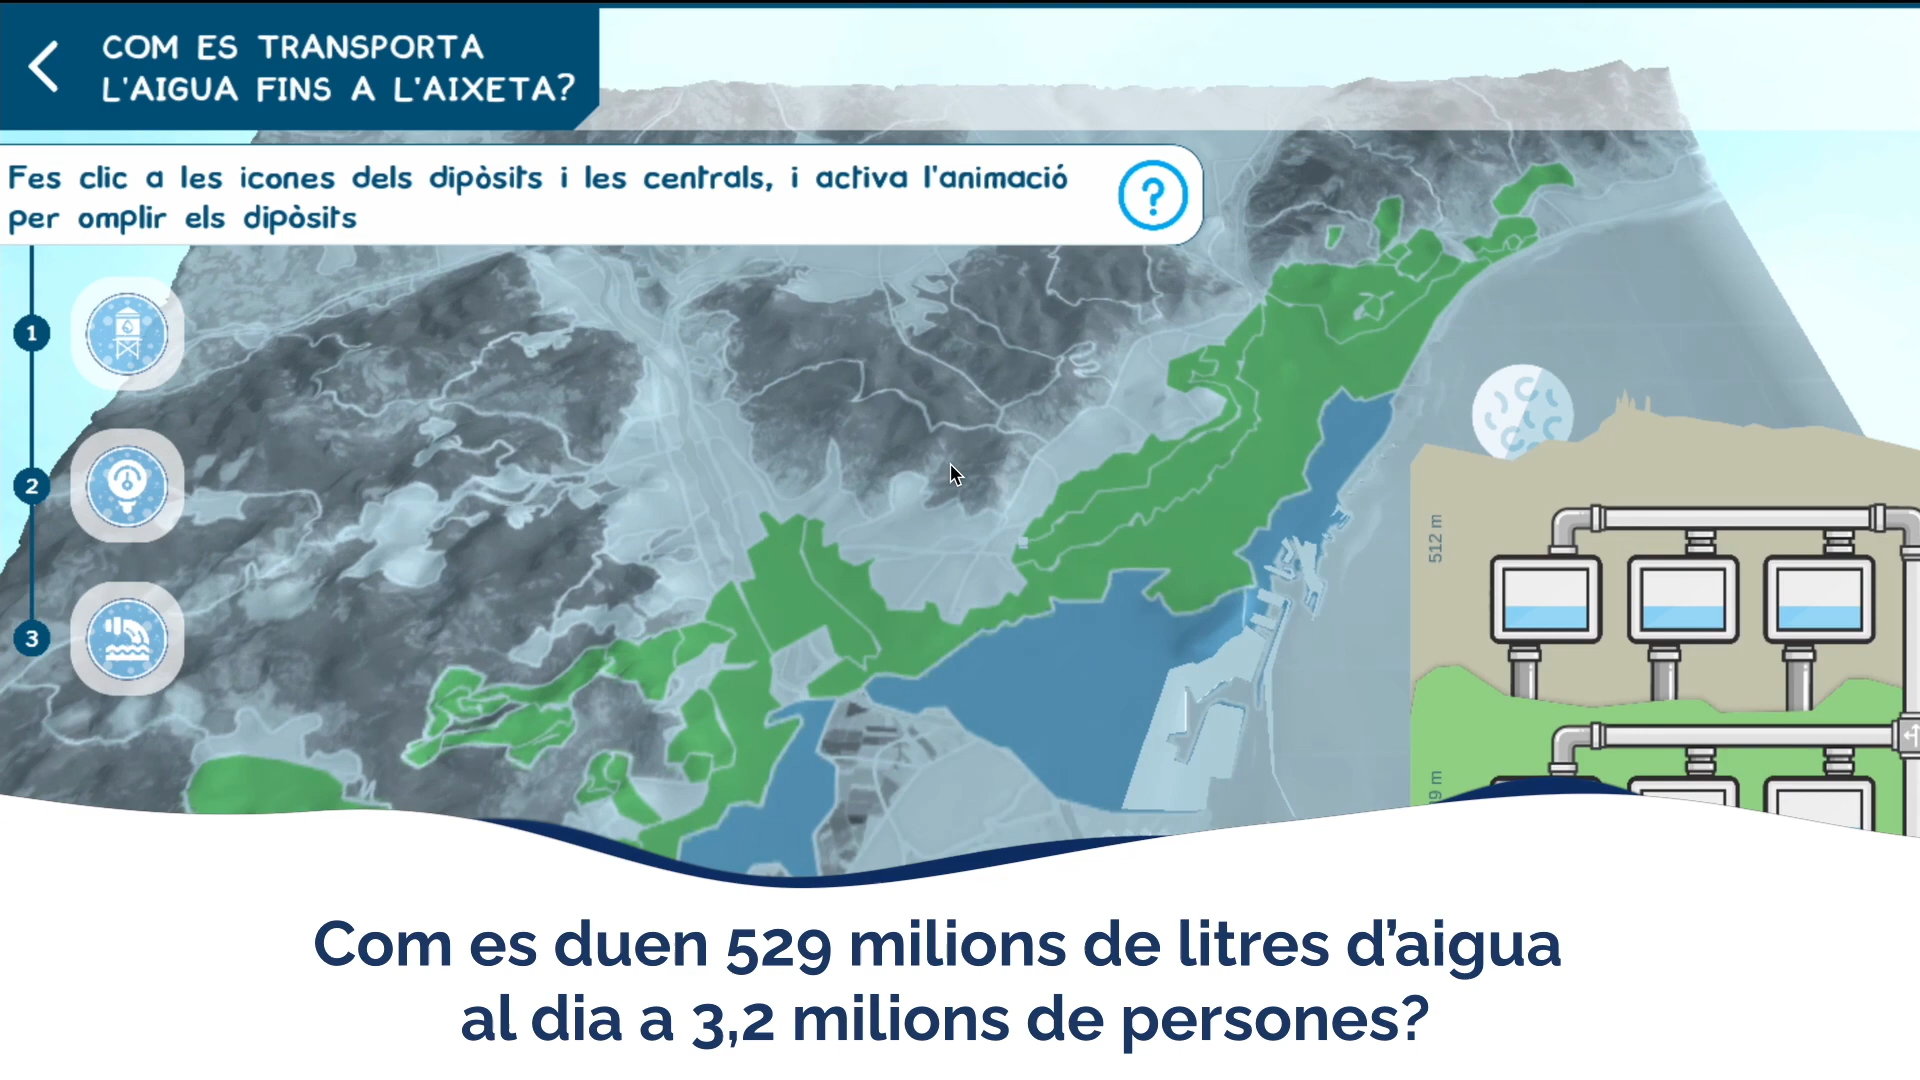 COM ES TRANSPORTA
L'AIGUA FINS A L'AIXETA?
Fes clic a les icones dels dipòsits i les centrals, i activa l'animació
per omplir els dipòsits
?
1
2
3
512 m
9 m
Com es duen 529 milions de litres d’aigua
al dia a 3,2 milions de persones?